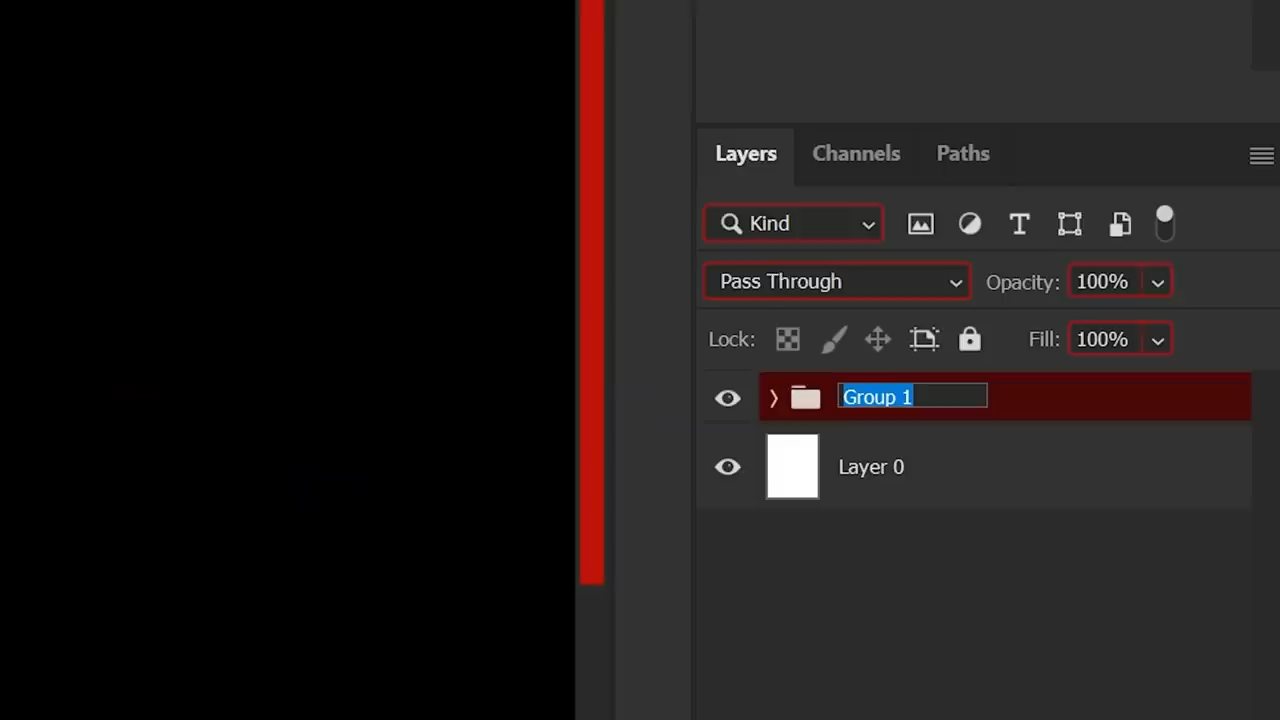 Layers Channels Paths
Kind
Pass Through Opacity: 100%
Lock: Fill: 100%
Group 1
Layer 0